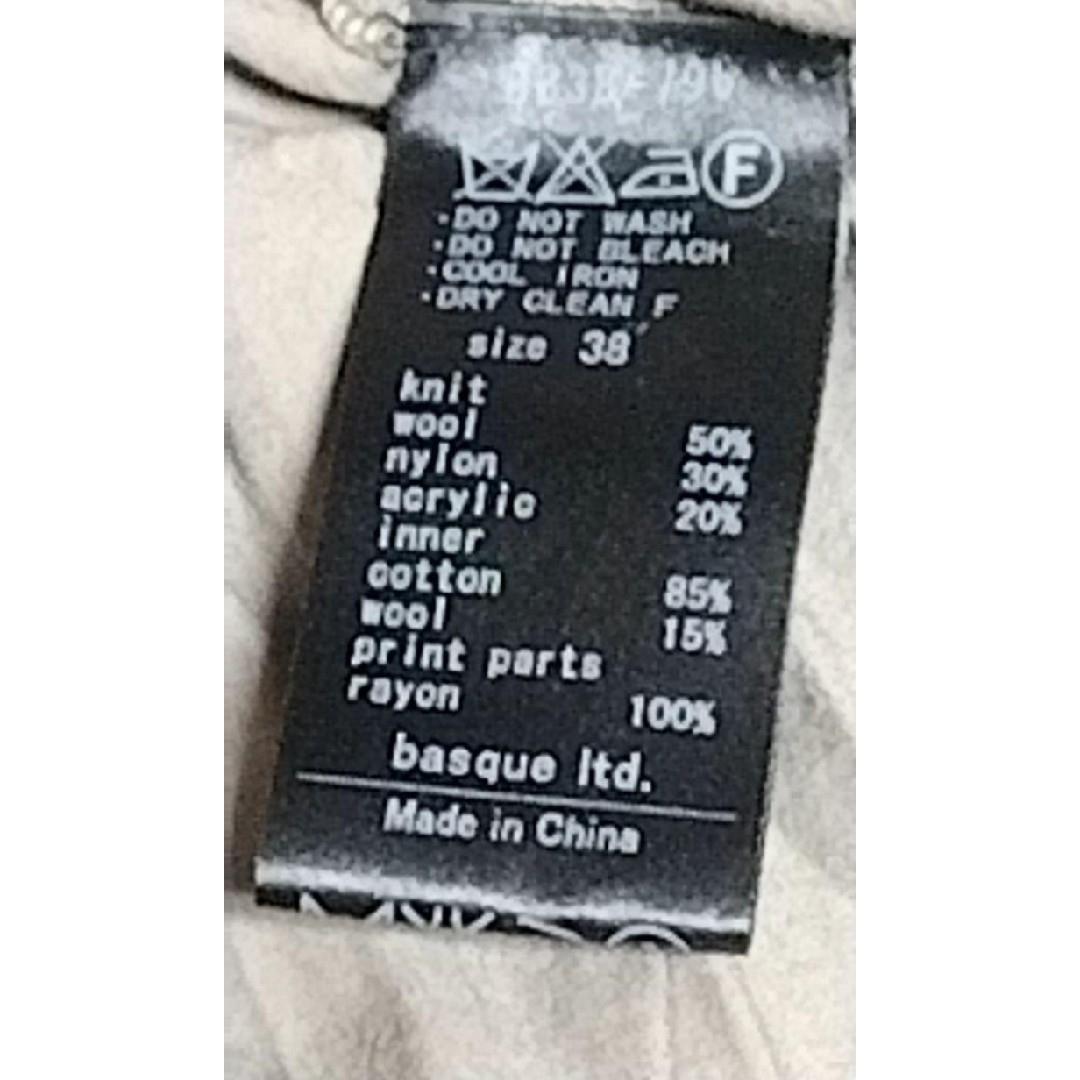 F
·DO NOT WASH
·DO NOT BLEACH
·COOL IRON
·DRY CLEAN F
size 38
knit
wool 50%
nylon 30%
acrylic 20%
inner
cotton 85%
wool 15%
print parts
rayon 100%
basque ltd.
Made in China